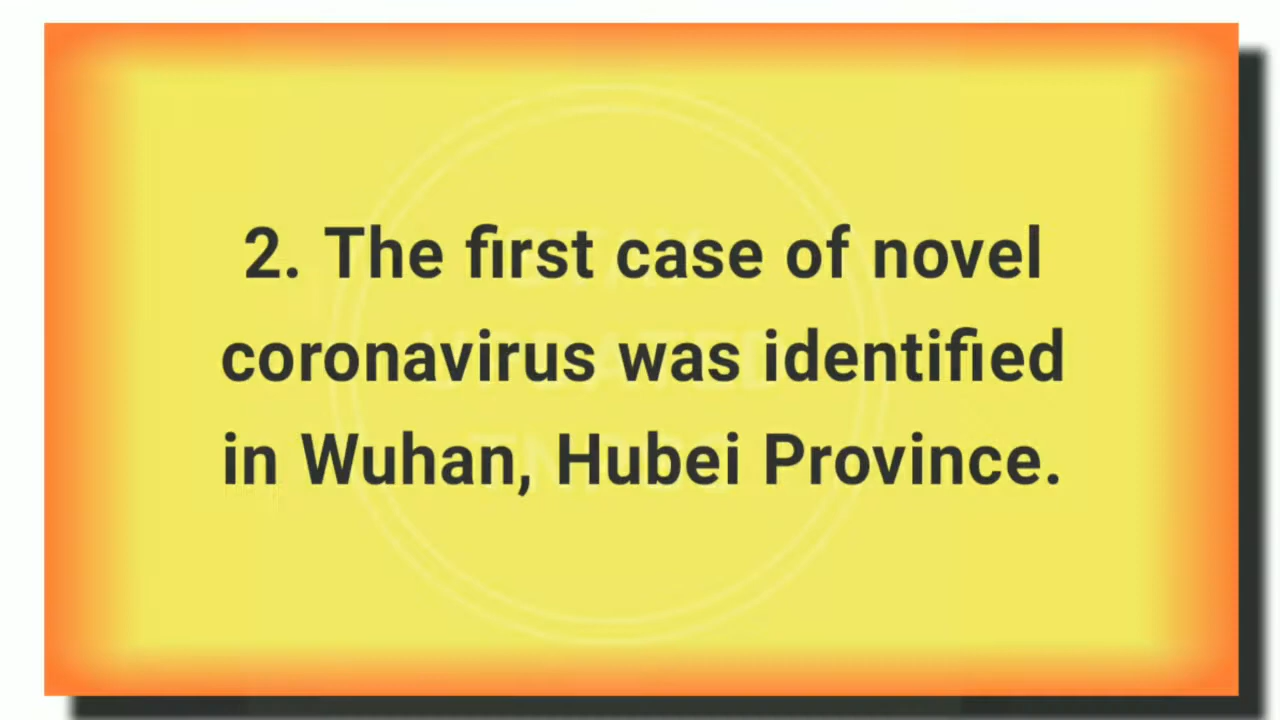 2. The first case of novel
coronavirus was identified
in Wuhan, Hubei Province.